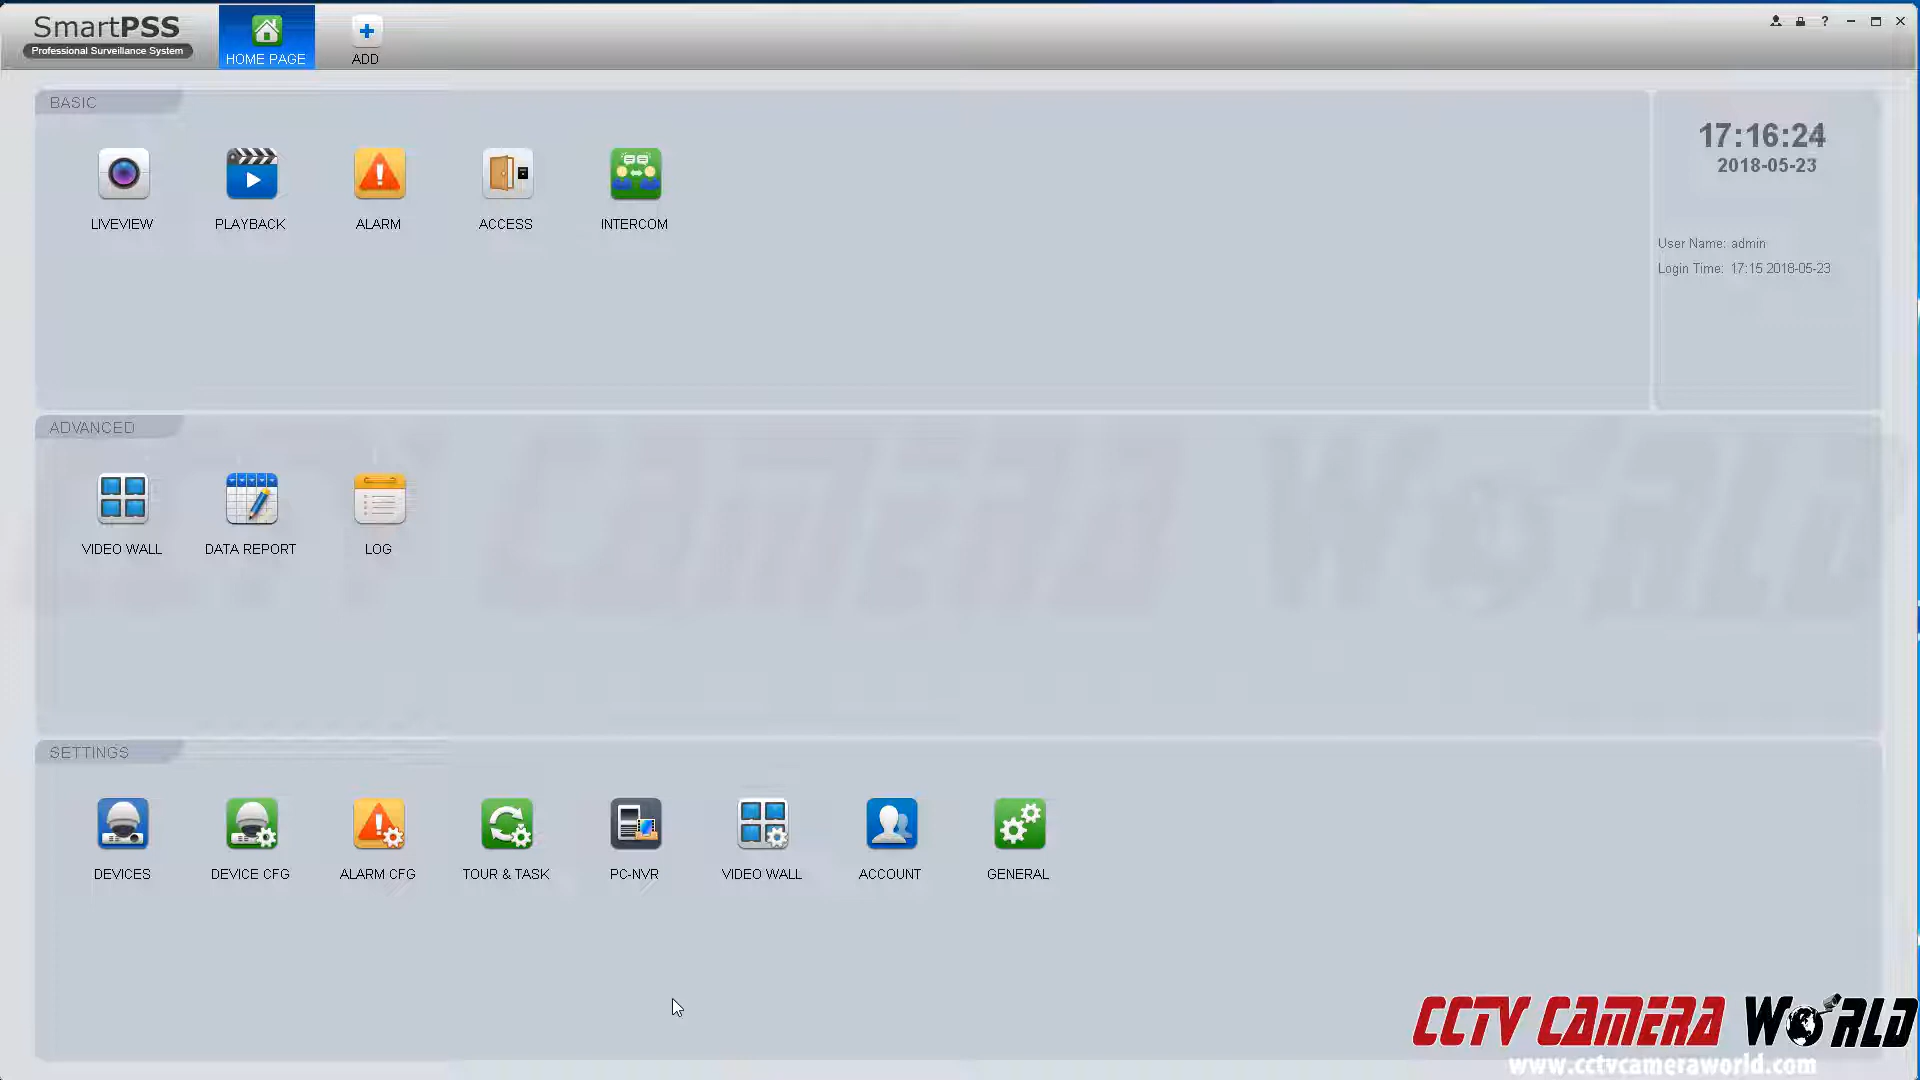 SmartPSS
Professional Surveillance System
HOME PAGE
ADD
?
BASIC
LIVEVIEW
PLAYBACK
ALARM
ACCESS
INTERCOM
17:16:24
2018-05-23
User Name: admin
Login Time: 17:15 2018-05-23
ADVANCED
VIDEO WALL
DATA REPORT
LOG
CAMERA WORLD
SETTINGS
DEVICES
DEVICE CFG
ALARM CFG
TOUR & TASK
PC-NVR
VIDEO WALL
ACCOUNT
GENERAL
CCTV CAMERA WORLD
www.cctvcameraworld.com